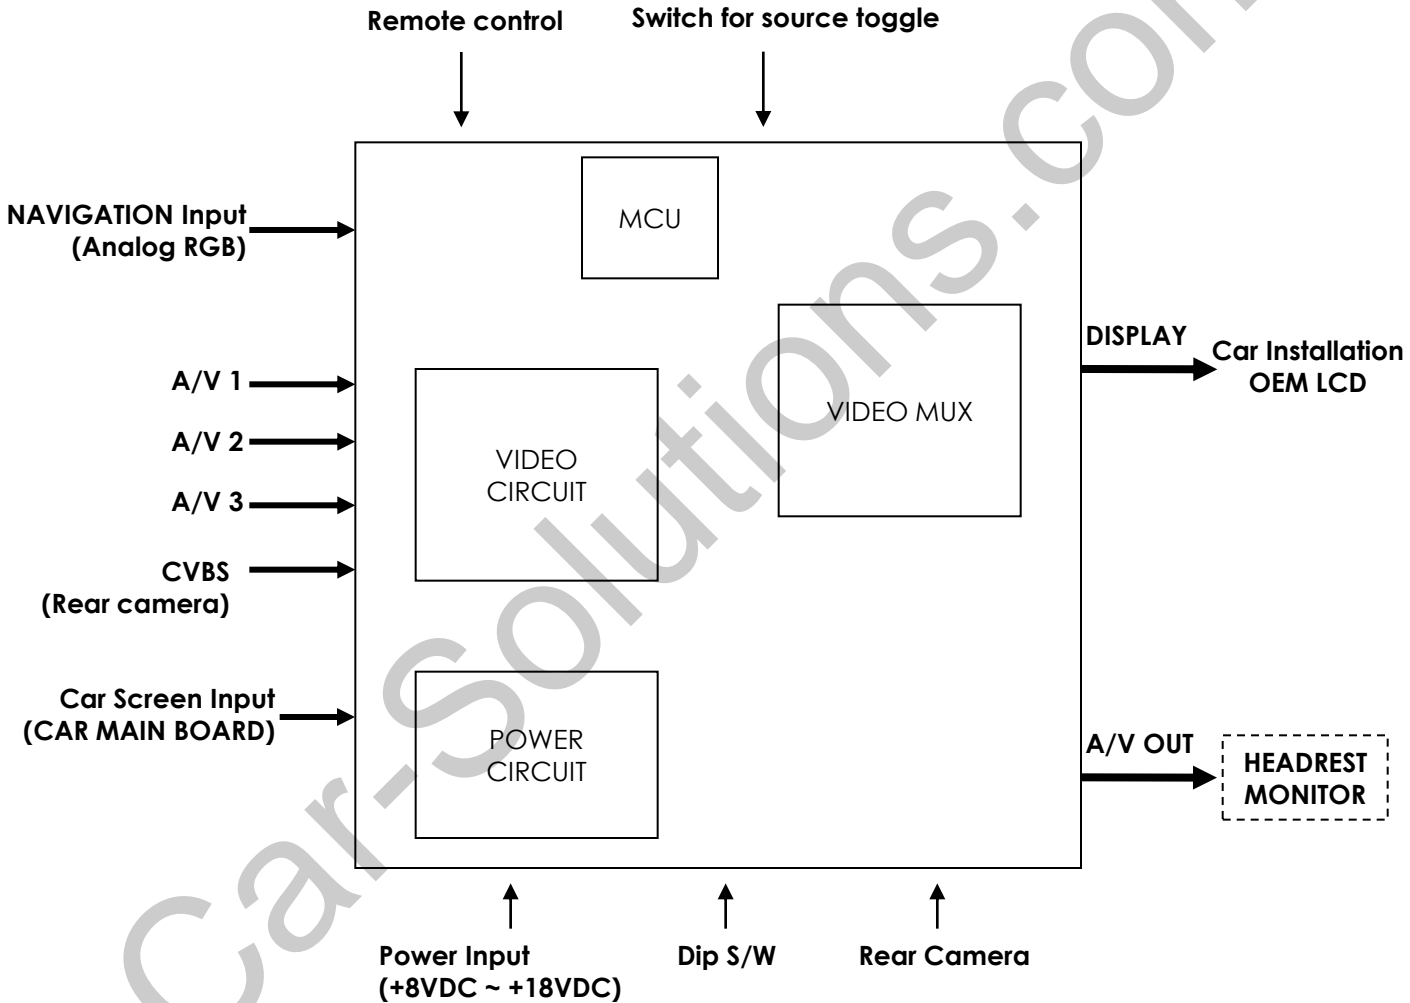 Remote control
Switch for source toggle
MCU
NAVIGATION Input
(Analog RGB)
A/V 1
A/V 2
A/V 3
CVBS
(Rear camera)
Car Screen Input
(CAR MAIN BOARD)
VIDEO
CIRCUIT
VIDEO MUX
POWER
CIRCUIT
DISPLAY
Car Installation
OEM LCD
A/V OUT
HEADREST
MONITOR
Power Input
(+8VDC ~ +18VDC)
Dip S/W
Rear Camera
Car-Solutions.com